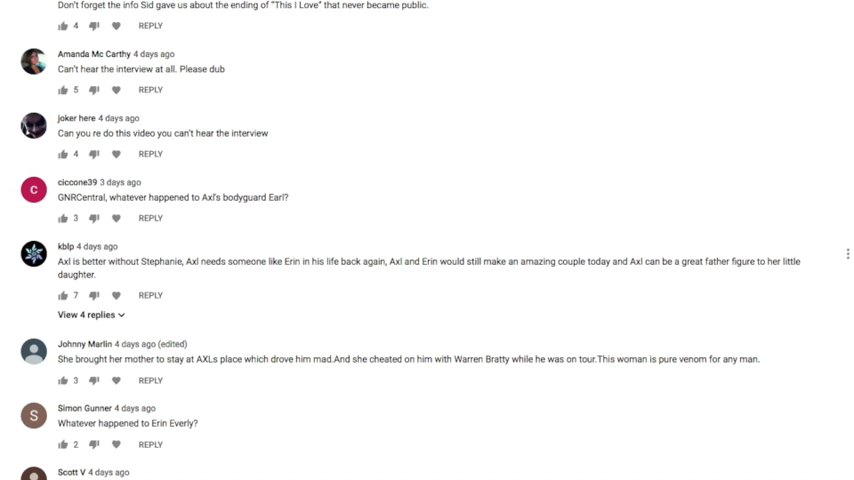 Don't forget the info Sid gave us about the ending of "This I Love" that never became public.
4 REPLY
Amanda Mc Carthy 4 days ago
Can't hear the interview at all. Please dub
5 REPLY
joker here 4 days ago
Can you re do this video you can't hear the interview
4 REPLY
C
ciccone39 3 days ago
GNRCentral, whatever happened to Axl's bodyguard Earl?
3 REPLY
kblp 4 days ago
Axl is better without Stephanie, Axl needs someone like Erin in his life back again, Axl and Erin would still make an amazing couple today and Axl can be a great father figure to her little
daughter.
7 REPLY
View 4 replies
Johnny Marlin 4 days ago (edited)
She brought her mother to stay at AXLs place which drove him mad.And she cheated on him with Warren Bratty while he was on tour.This woman is pure venom for any man.
3 REPLY
S
Simon Gunner 4 days ago
Whatever happened to Erin Everly?
2 REPLY
Scott V 4 days ago